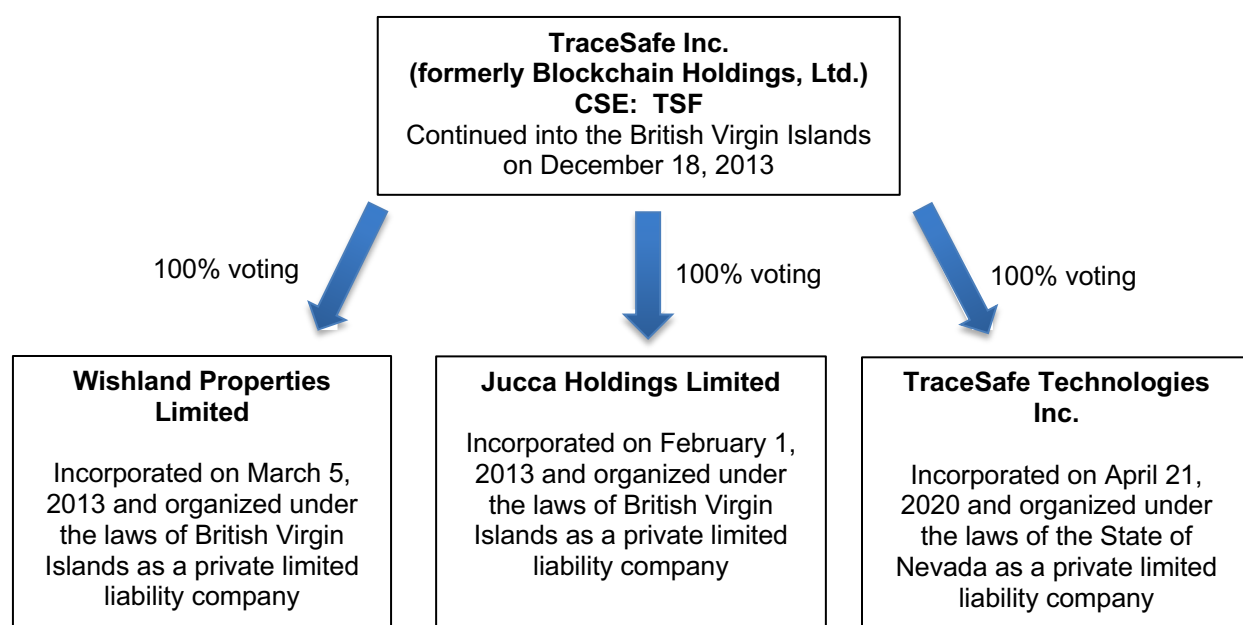 TraceSafe Inc.
(formerly Blockchain Holdings, Ltd.)
CSE:  TSF
Continued into the British Virgin Islands
on December 18, 2013
100% voting
100% voting
100% voting
Wishland Properties
Limited
Incorporated on March 5,
2013 and organized under
the laws of British Virgin
Islands as a private limited
liability company
Jucca Holdings Limited
Incorporated on February 1,
2013 and organized under
the laws of British Virgin
Islands as a private limited
liability company
TraceSafe Technologies
Inc.
Incorporated on April 21,
2020 and organized under
the laws of the State of
Nevada as a private limited
liability company